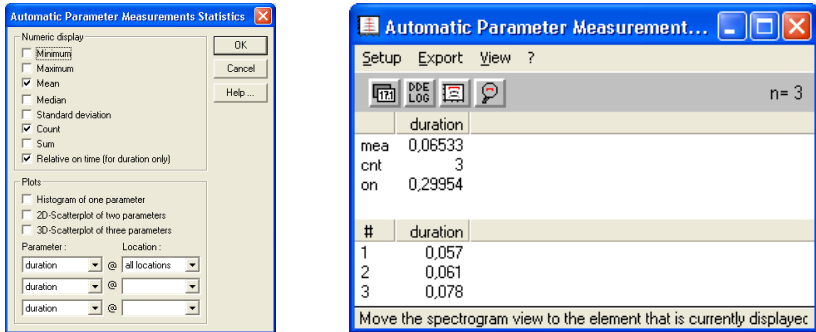 Automatic Parameter Measurements Statistics
Numeric display
Minimum
Maximum
Mean
Median
Standard deviation
Count
Sum
Relative on time (for duration only)
OK
Cancel
Help ...
Plots
Histogram of one parameter
2D-Scatterplot of two parameters
3D-Scatterplot of three parameters
Parameter : Location :
duration @ all locations
duration @
duration @
Automatic Parameter Measurement...
Setup Export View ?
17.1 DDE LOG n= 3
duration
mea 0,06533
cnt 3
on 0,29954
# duration
1 0,057
2 0,061
3 0,078
Move the spectrogram view to the element that is currently displayec